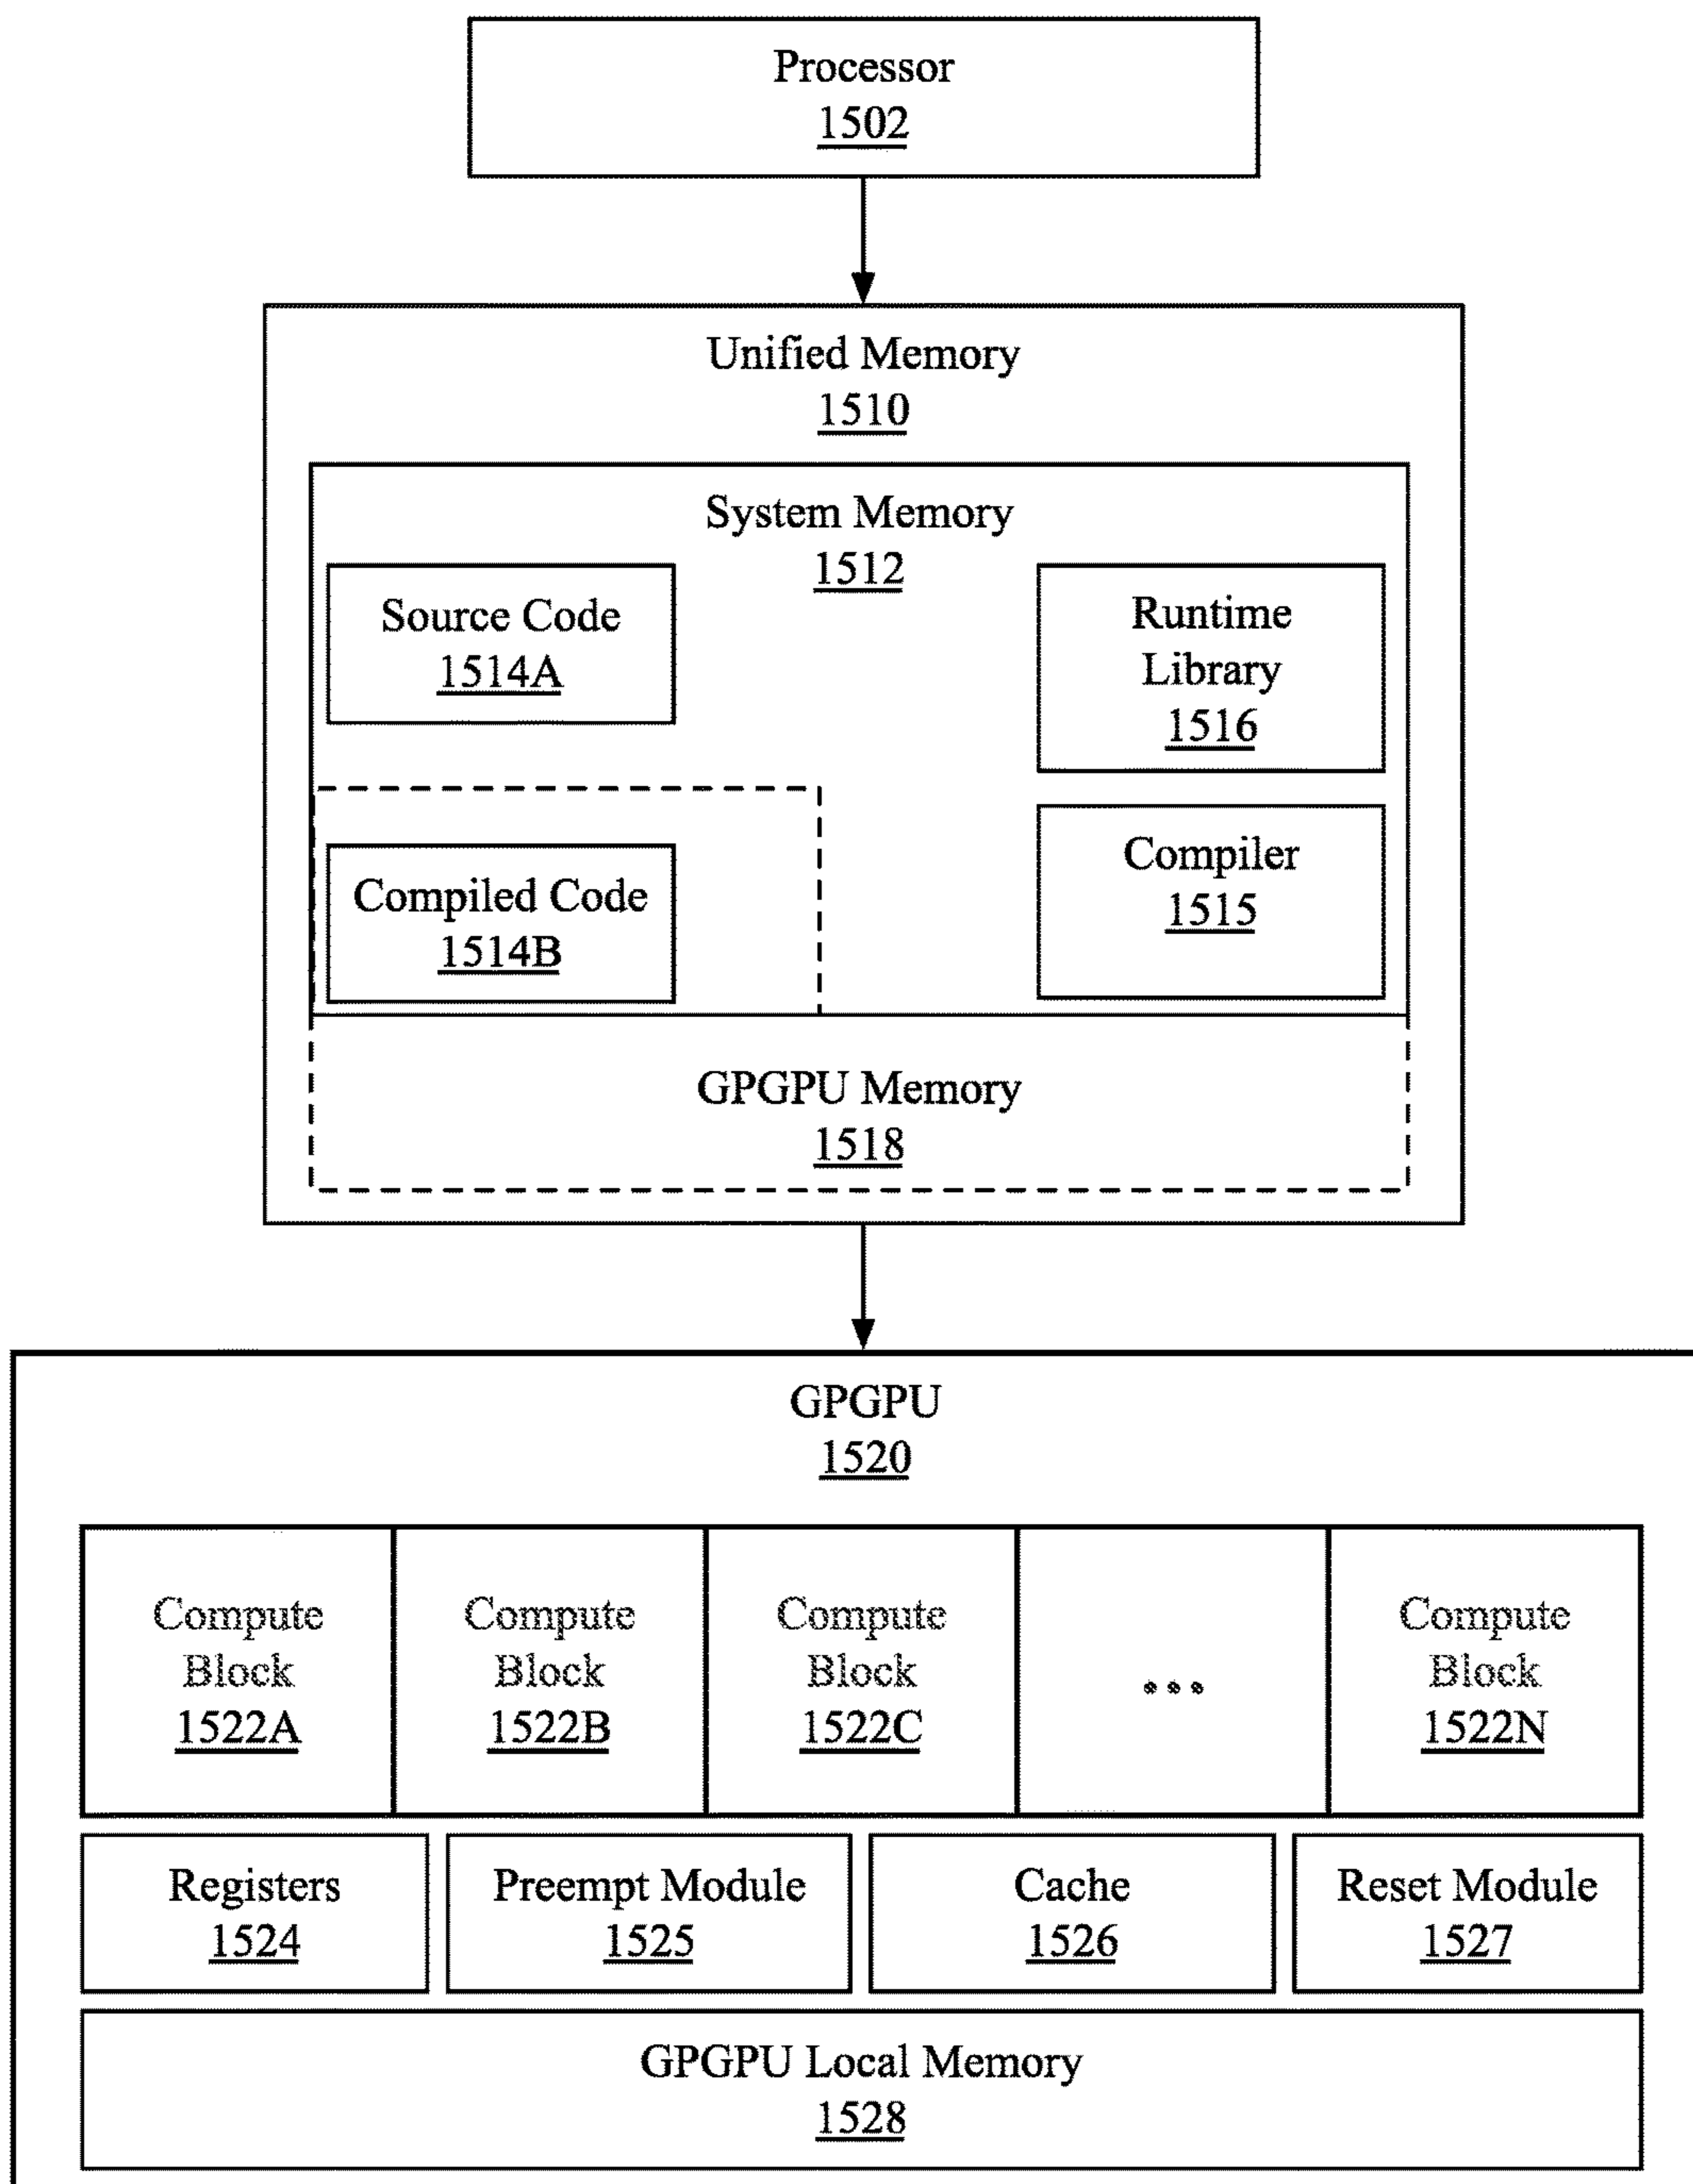 Processor
1502
Unified Memory
1510
System Memory
1512
Source Code
1514A
Runtime
Library
1516
Compiled Code
1514B
Compiler
1515
GPGPU Memory
1518
GPGPU
1520
Compute
Block
1522A
Compute
Block
1522B
Compute
Block
1522C
...
Compute
Block
1522N
Registers
1524
Preempt Module
1525
Cache
1526
Reset Module
1527
GPGPU Local Memory
1528